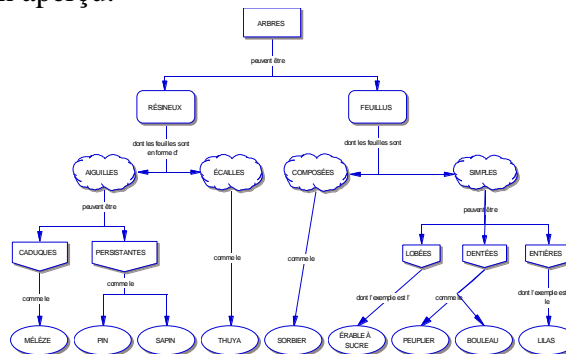 n aperçu.
ARBRES
peuvent être
RÉSINEUX
FEUILLUS
dont les feuilles sont
en forme d'
dont les feuilles sont
AIGUILLES
ÉCAILLES
COMPOSÉES
SIMPLES
peuvent être
peuvent être
CADUQUES
PERSISTANTES
LOBÉES
DENTÉES
ENTIÈRES
comme le
comme le
comme le
comme le
dont l'exemple est l'
comme le
dont l'exemple est
le
MÉLÈZE
PIN
SAPIN
THUYA
SORBIER
ÉRABLE À
SUCRE
PEUPLIER
BOULEAU
LILAS